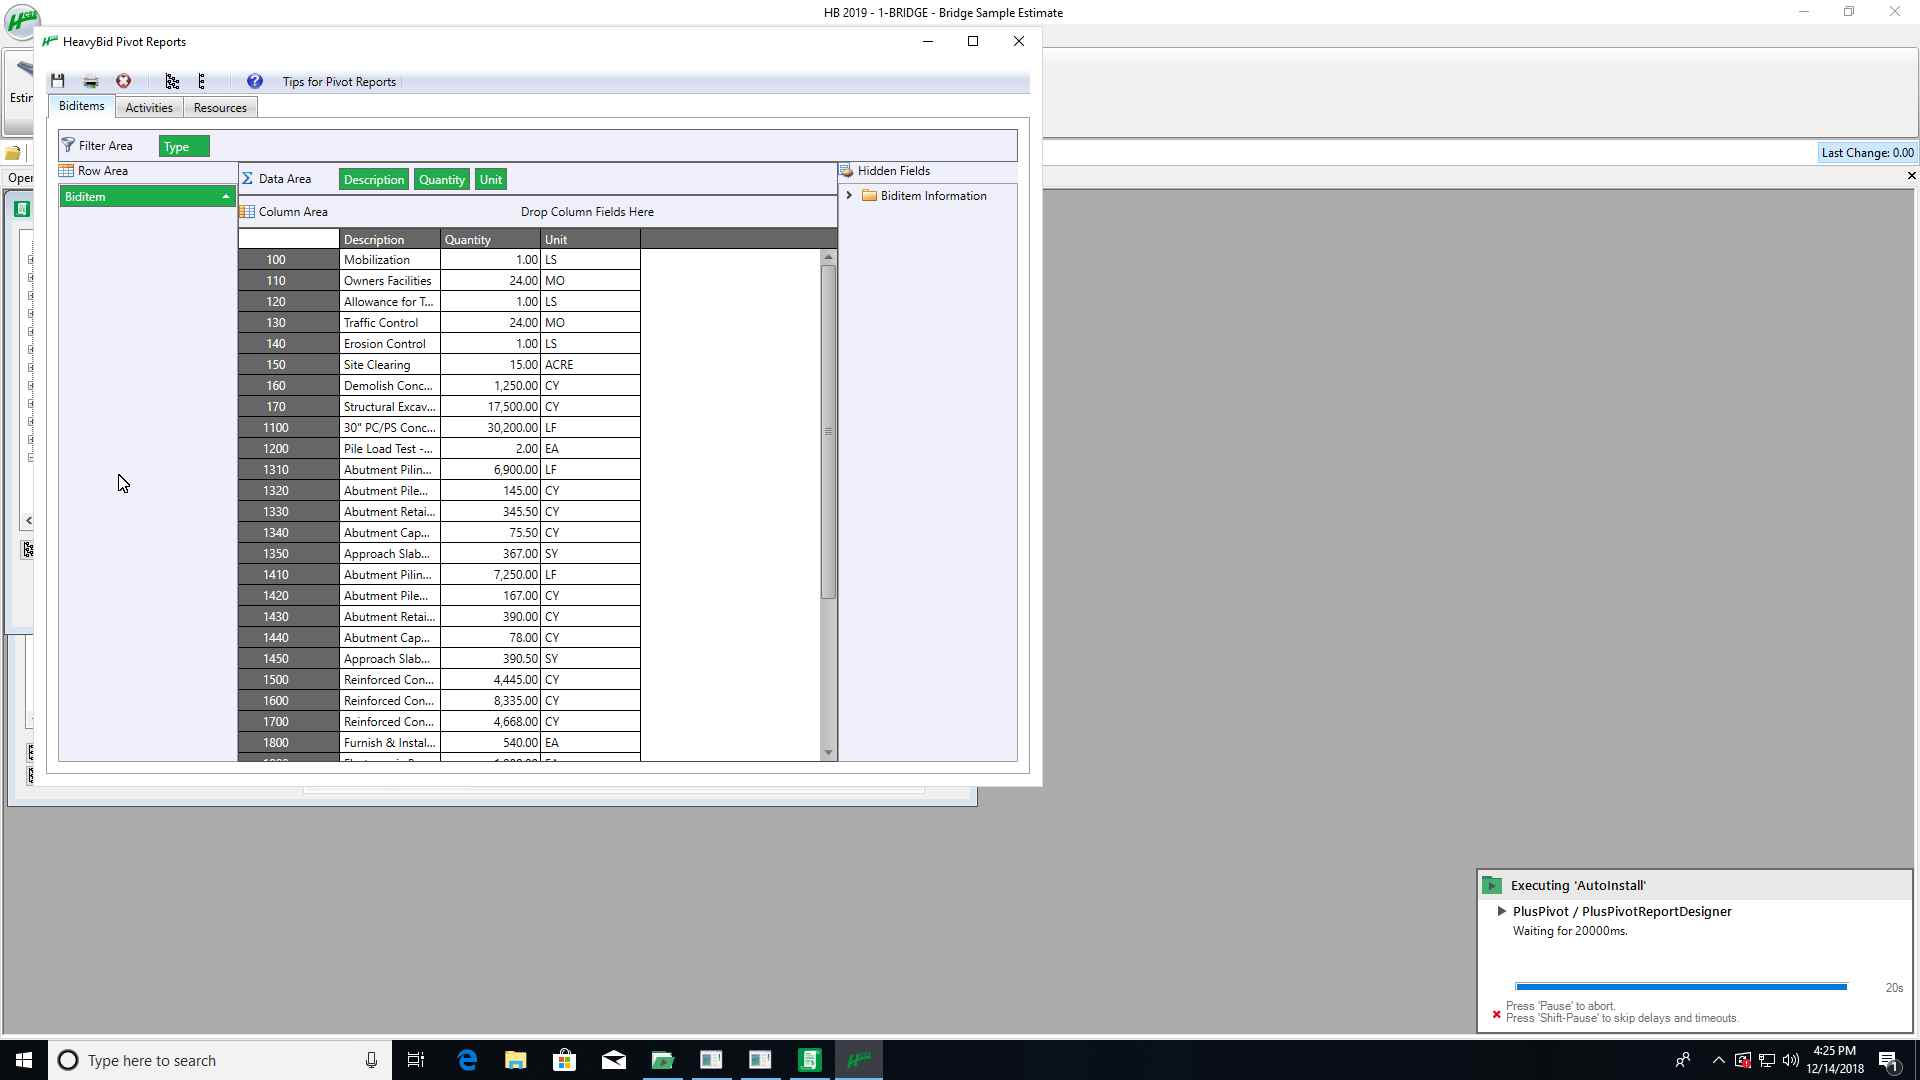 HB 2019 - 1-BRIDGE - Bridge Sample Estimate
HeavyBid Pivot Reports
Tips for Pivot Reports
Estir
Biditems
Activities
Resources
Last Change: 0.00
Oper
Filter Area
Type
Row Area
Biditem
Data Area
Description
Quantity
Unit
Hidden Fields
Biditem Information
Column Area
Drop Column Fields Here
Description Quantity Unit
100 Mobilization 1.00 LS
110 Owners Facilities 24.00 MO
120 Allowance for T... 1.00 LS
130 Traffic Control 24.00 MO
140 Erosion Control 1.00 LS
150 Site Clearing 15.00 ACRE
160 Demolish Conc... 1,250.00 CY
170 Structural Excav... 17,500.00 CY
1100 30" PC/PS Conc... 30,200.00 LF
1200 Pile Load Test -... 2.00 EA
1310 Abutment Pilin... 6,900.00 LF
1320 Abutment Pile... 145.00 CY
1330 Abutment Retai... 345.50 CY
1340 Abutment Cap... 75.50 CY
1350 Approach Slab... 367.00 SY
1410 Abutment Pilin... 7,250.00 LF
1420 Abutment Pile... 167.00 CY
1430 Abutment Retai... 390.00 CY
1440 Abutment Cap... 78.00 CY
1450 Approach Slab... 390.50 SY
1500 Reinforced Con... 4,445.00 CY
1600 Reinforced Con... 8,335.00 CY
1700 Reinforced Con... 4,668.00 CY
1800 Furnish & Instal... 540.00 EA
Executing 'AutoInstall'
PlusPivot / PlusPivotReportDesigner
Waiting for 20000ms.
20s
Press 'Pause' to abort.
Press 'Shift-Pause' to skip delays and timeouts.
Type here to search
4:25 PM
12/14/2018
1